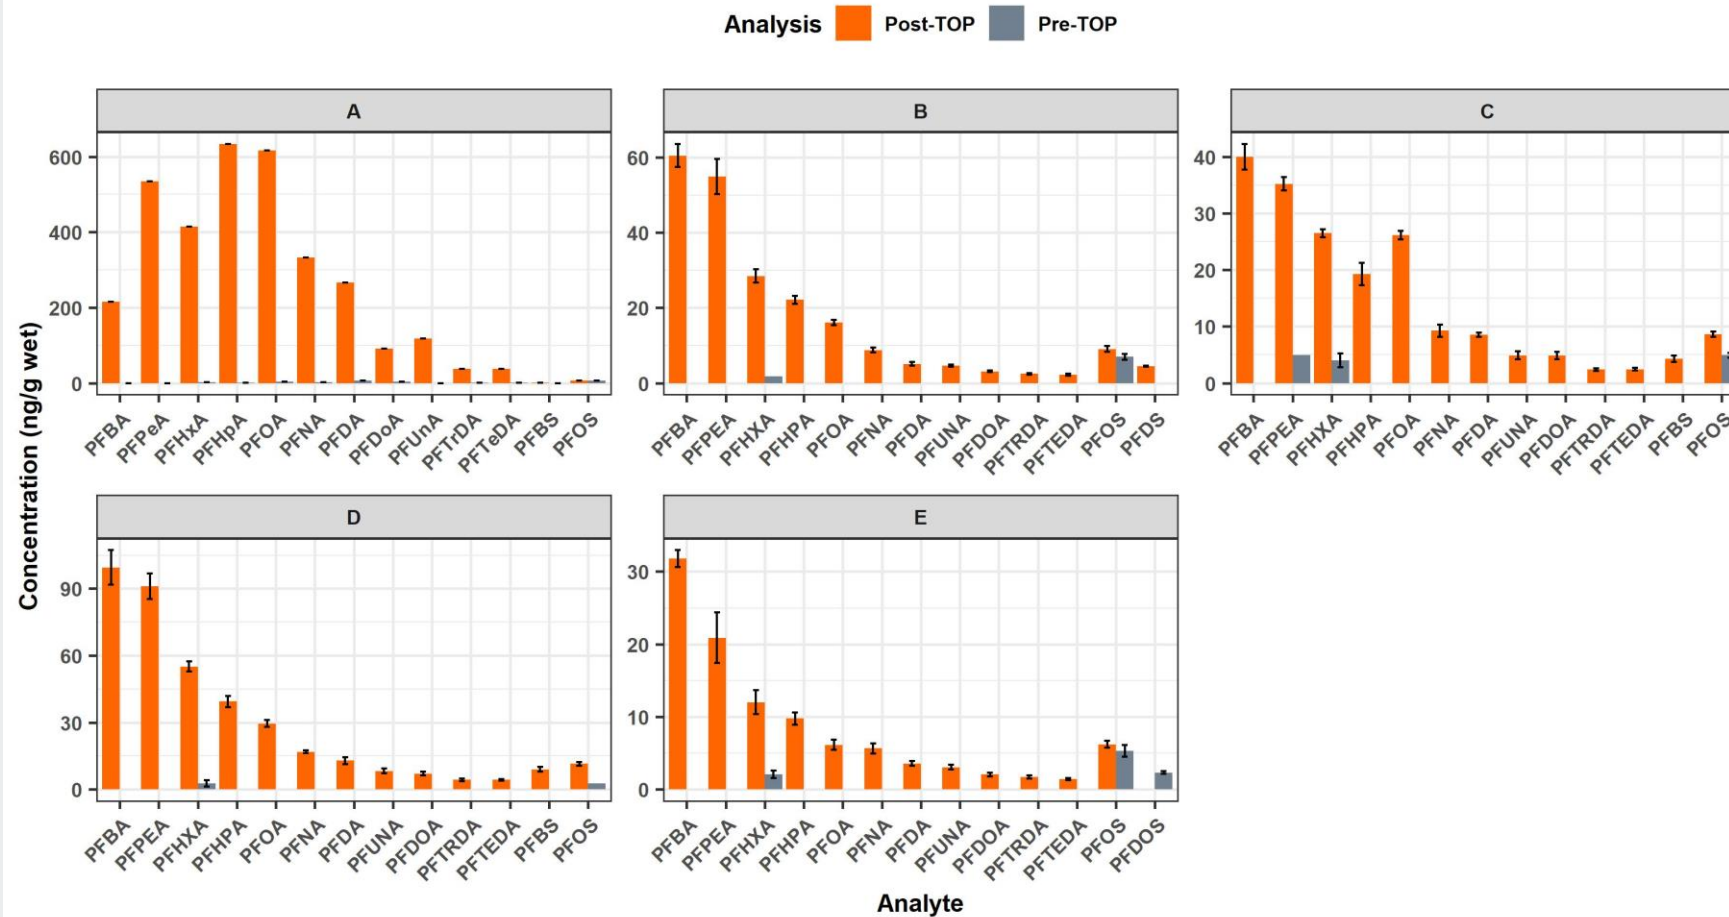 Analysis Post-TOP Pre-TOP
A
600
400
200
0
PFBA PFPeA PFHxA PFHpA PFOA PFNA PFDA PFDoA PFUnA PFTrDA PFTeDA PFBS PFOS
B
60
40
20
0
PFBA PFPEA PFHXA PFHPA PFOA PFNA PFDA PFUNA PFDOA PFTRDA PFTEDA PFOS PFDS
C
40
30
20
10
0
PFBA PFPEA PFHXA PFHPA PFOA PFNA PFDA PFUNA PFDOA PFTRDA PFTEDA PFBS PFOS
Concentration (ng/g wet)
D
90
60
30
0
PFBA PFPEA PFHXA PFHPA PFOA PFNA PFDA PFUNA PFDOA PFTRDA PFTEDA PFBS PFOS
E
30
20
10
0
PFBA PFPEA PFHXA PFHPA PFOA PFNA PFDA PFUNA PFDOA PFTRDA PFTEDA PFOS PFDOS
Analyte